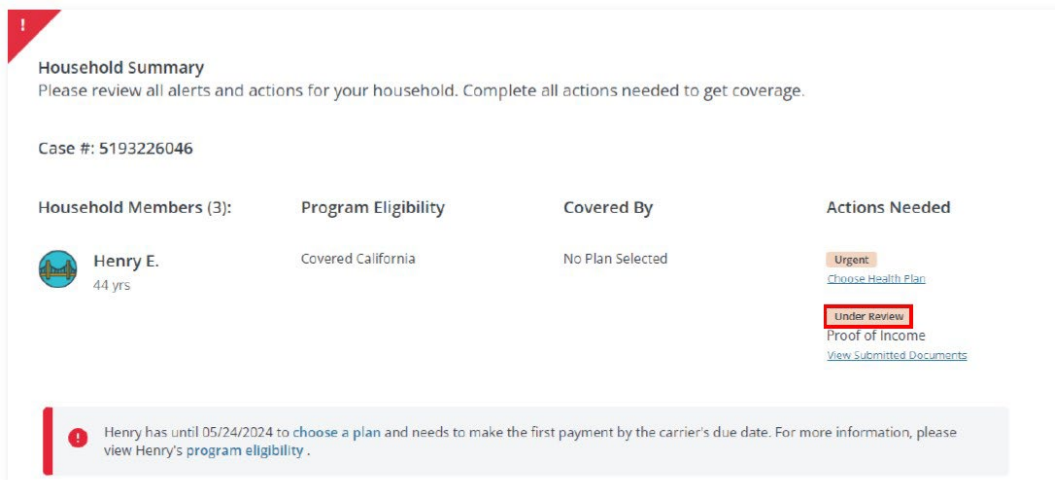 !
Household Summary
Please review all alerts and actions for your household. Complete all actions needed to get coverage.
Case #: 5193226046
Household Members (3): Program Eligibility Covered By Actions Needed
Henry E. Covered California No Plan Selected Urgent
44 yrs Choose Health Plan
Under Review
Proof of Income
View Submitted Documents
! Henry has until 05/24/2024 to choose a plan and needs to make the first payment by the carrier's due date. For more information, please
view Henry's program eligibility .